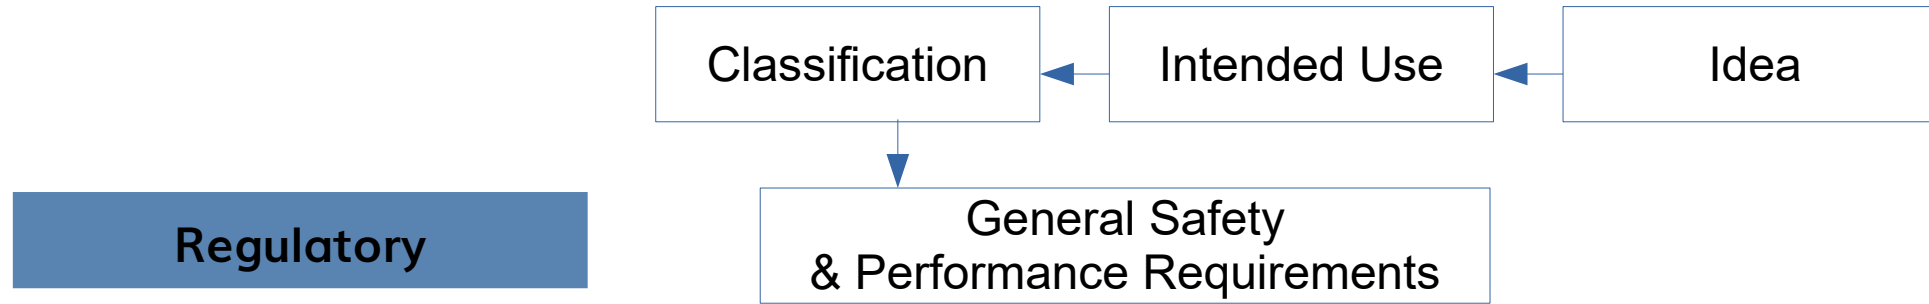 Classification
Intended Use
Idea
Regulatory
General Safety
& Performance Requirements